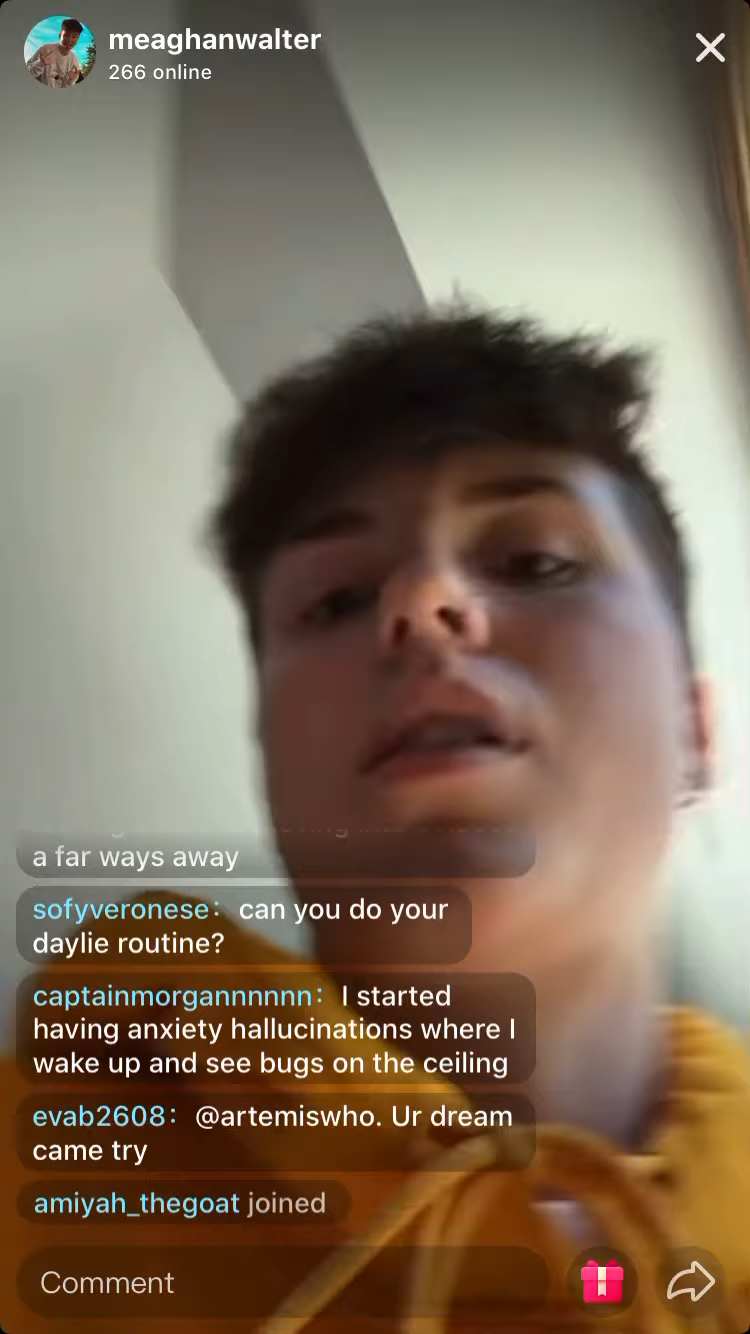 meaghanwalter
266 online
a far ways away
sofyveronese: can you do your
daylie routine?
captainmorgannnnnn: I started
having anxiety hallucinations where I
wake up and see bugs on the ceiling
evab2608: @artemiswho. Ur dream
came try
amiyah_thegoat joined
Comment